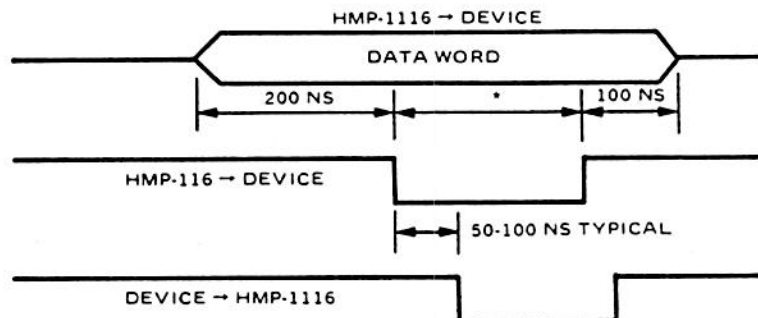 HMP-1116 → DEVICE
DATA WORD
200 NS * 100 NS
HMP-116 → DEVICE
50-100 NS TYPICAL
DEVICE → HMP-1116